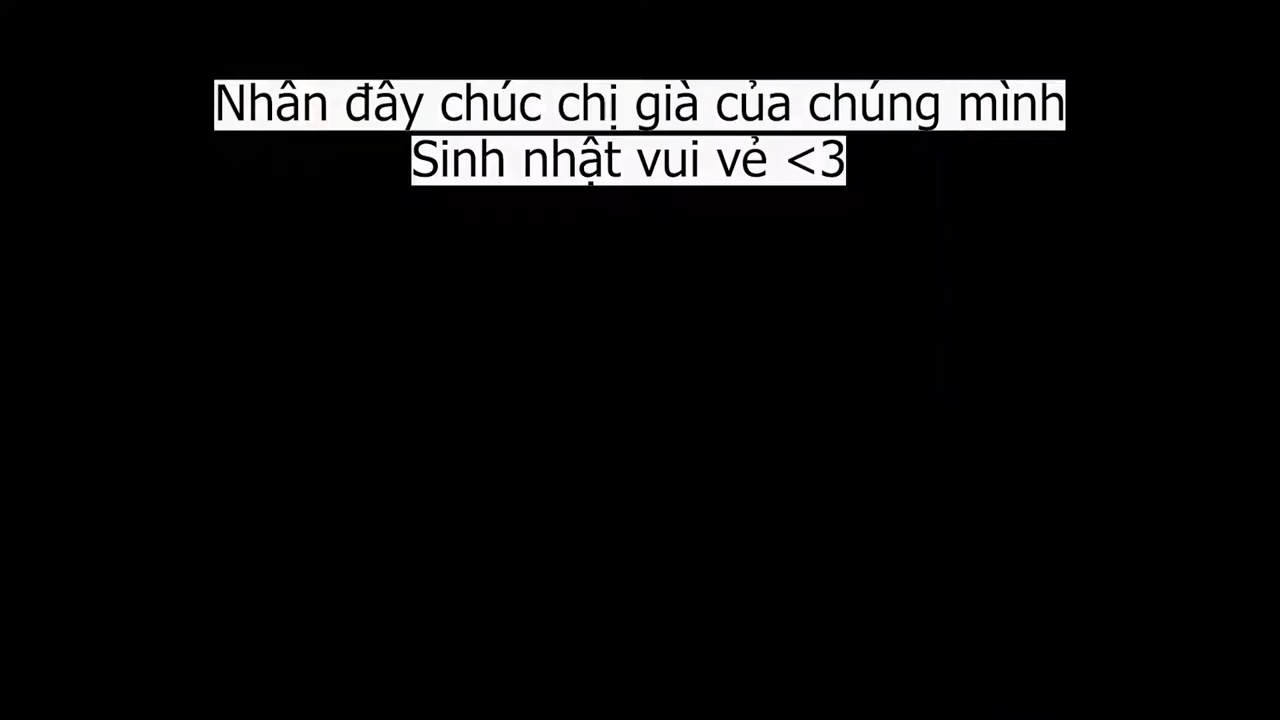 Nhân đây chúc chị già của chúng mình
Sinh nhật vui vẻ <3